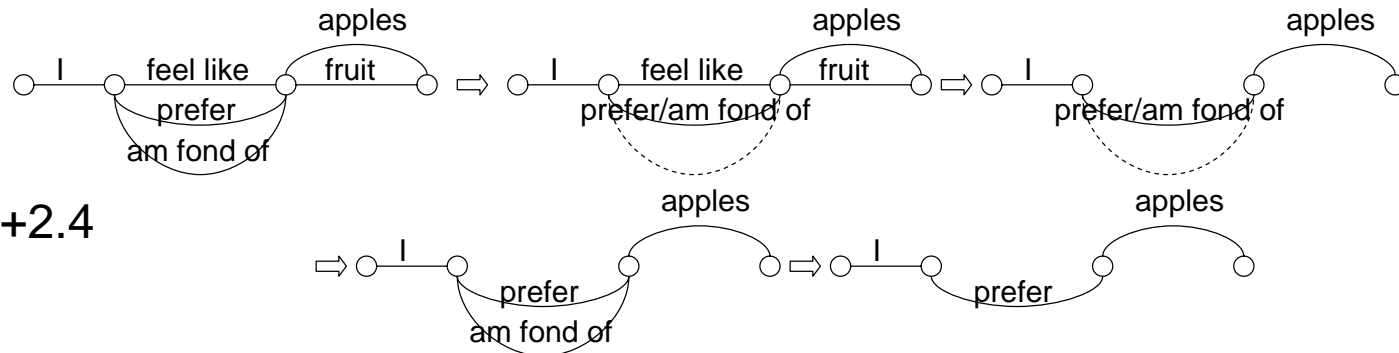 apples apples apples
I feel like fruit I feel like fruit I
prefer prefer/am fond of prefer/am fond of
am fond of
+2.4
apples apples
I I
prefer prefer
am fond of